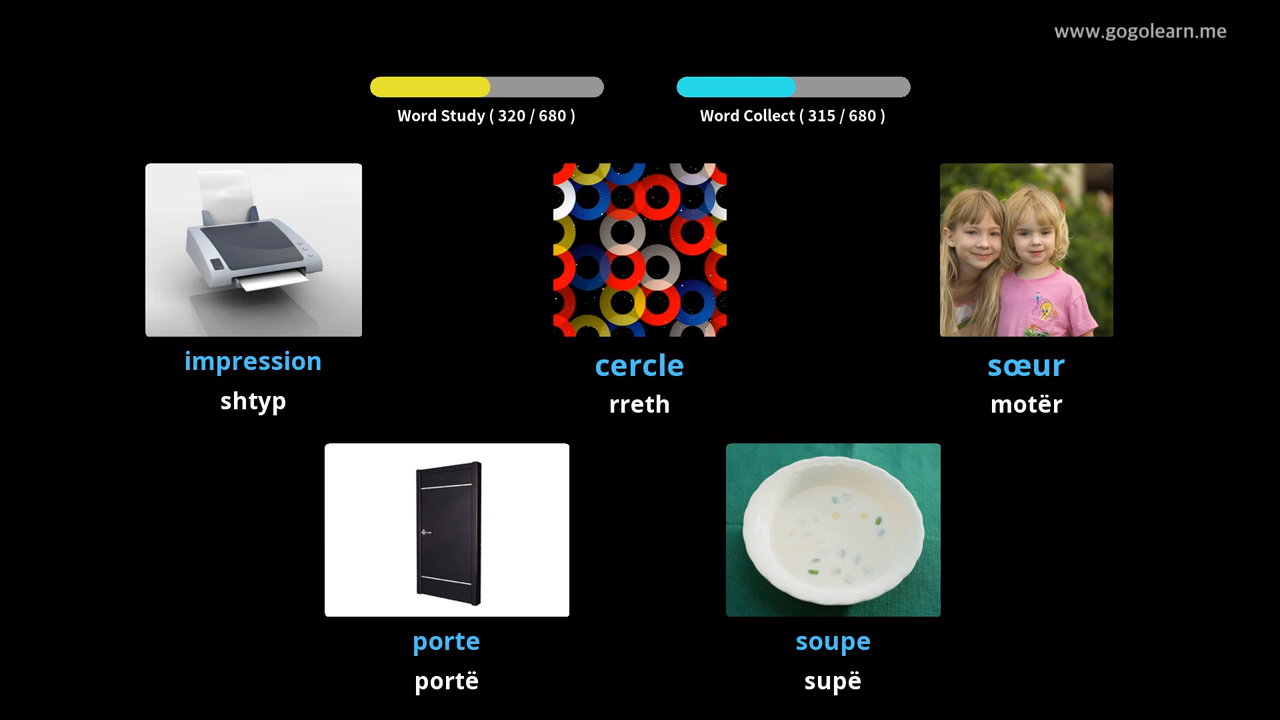 www.gogolearn.me
Word Study ( 320 / 680 )
Word Collect ( 315 / 680 )
impression
shtyp
cercle
rreth
sœur
motër
porte
portë
soupe
supë